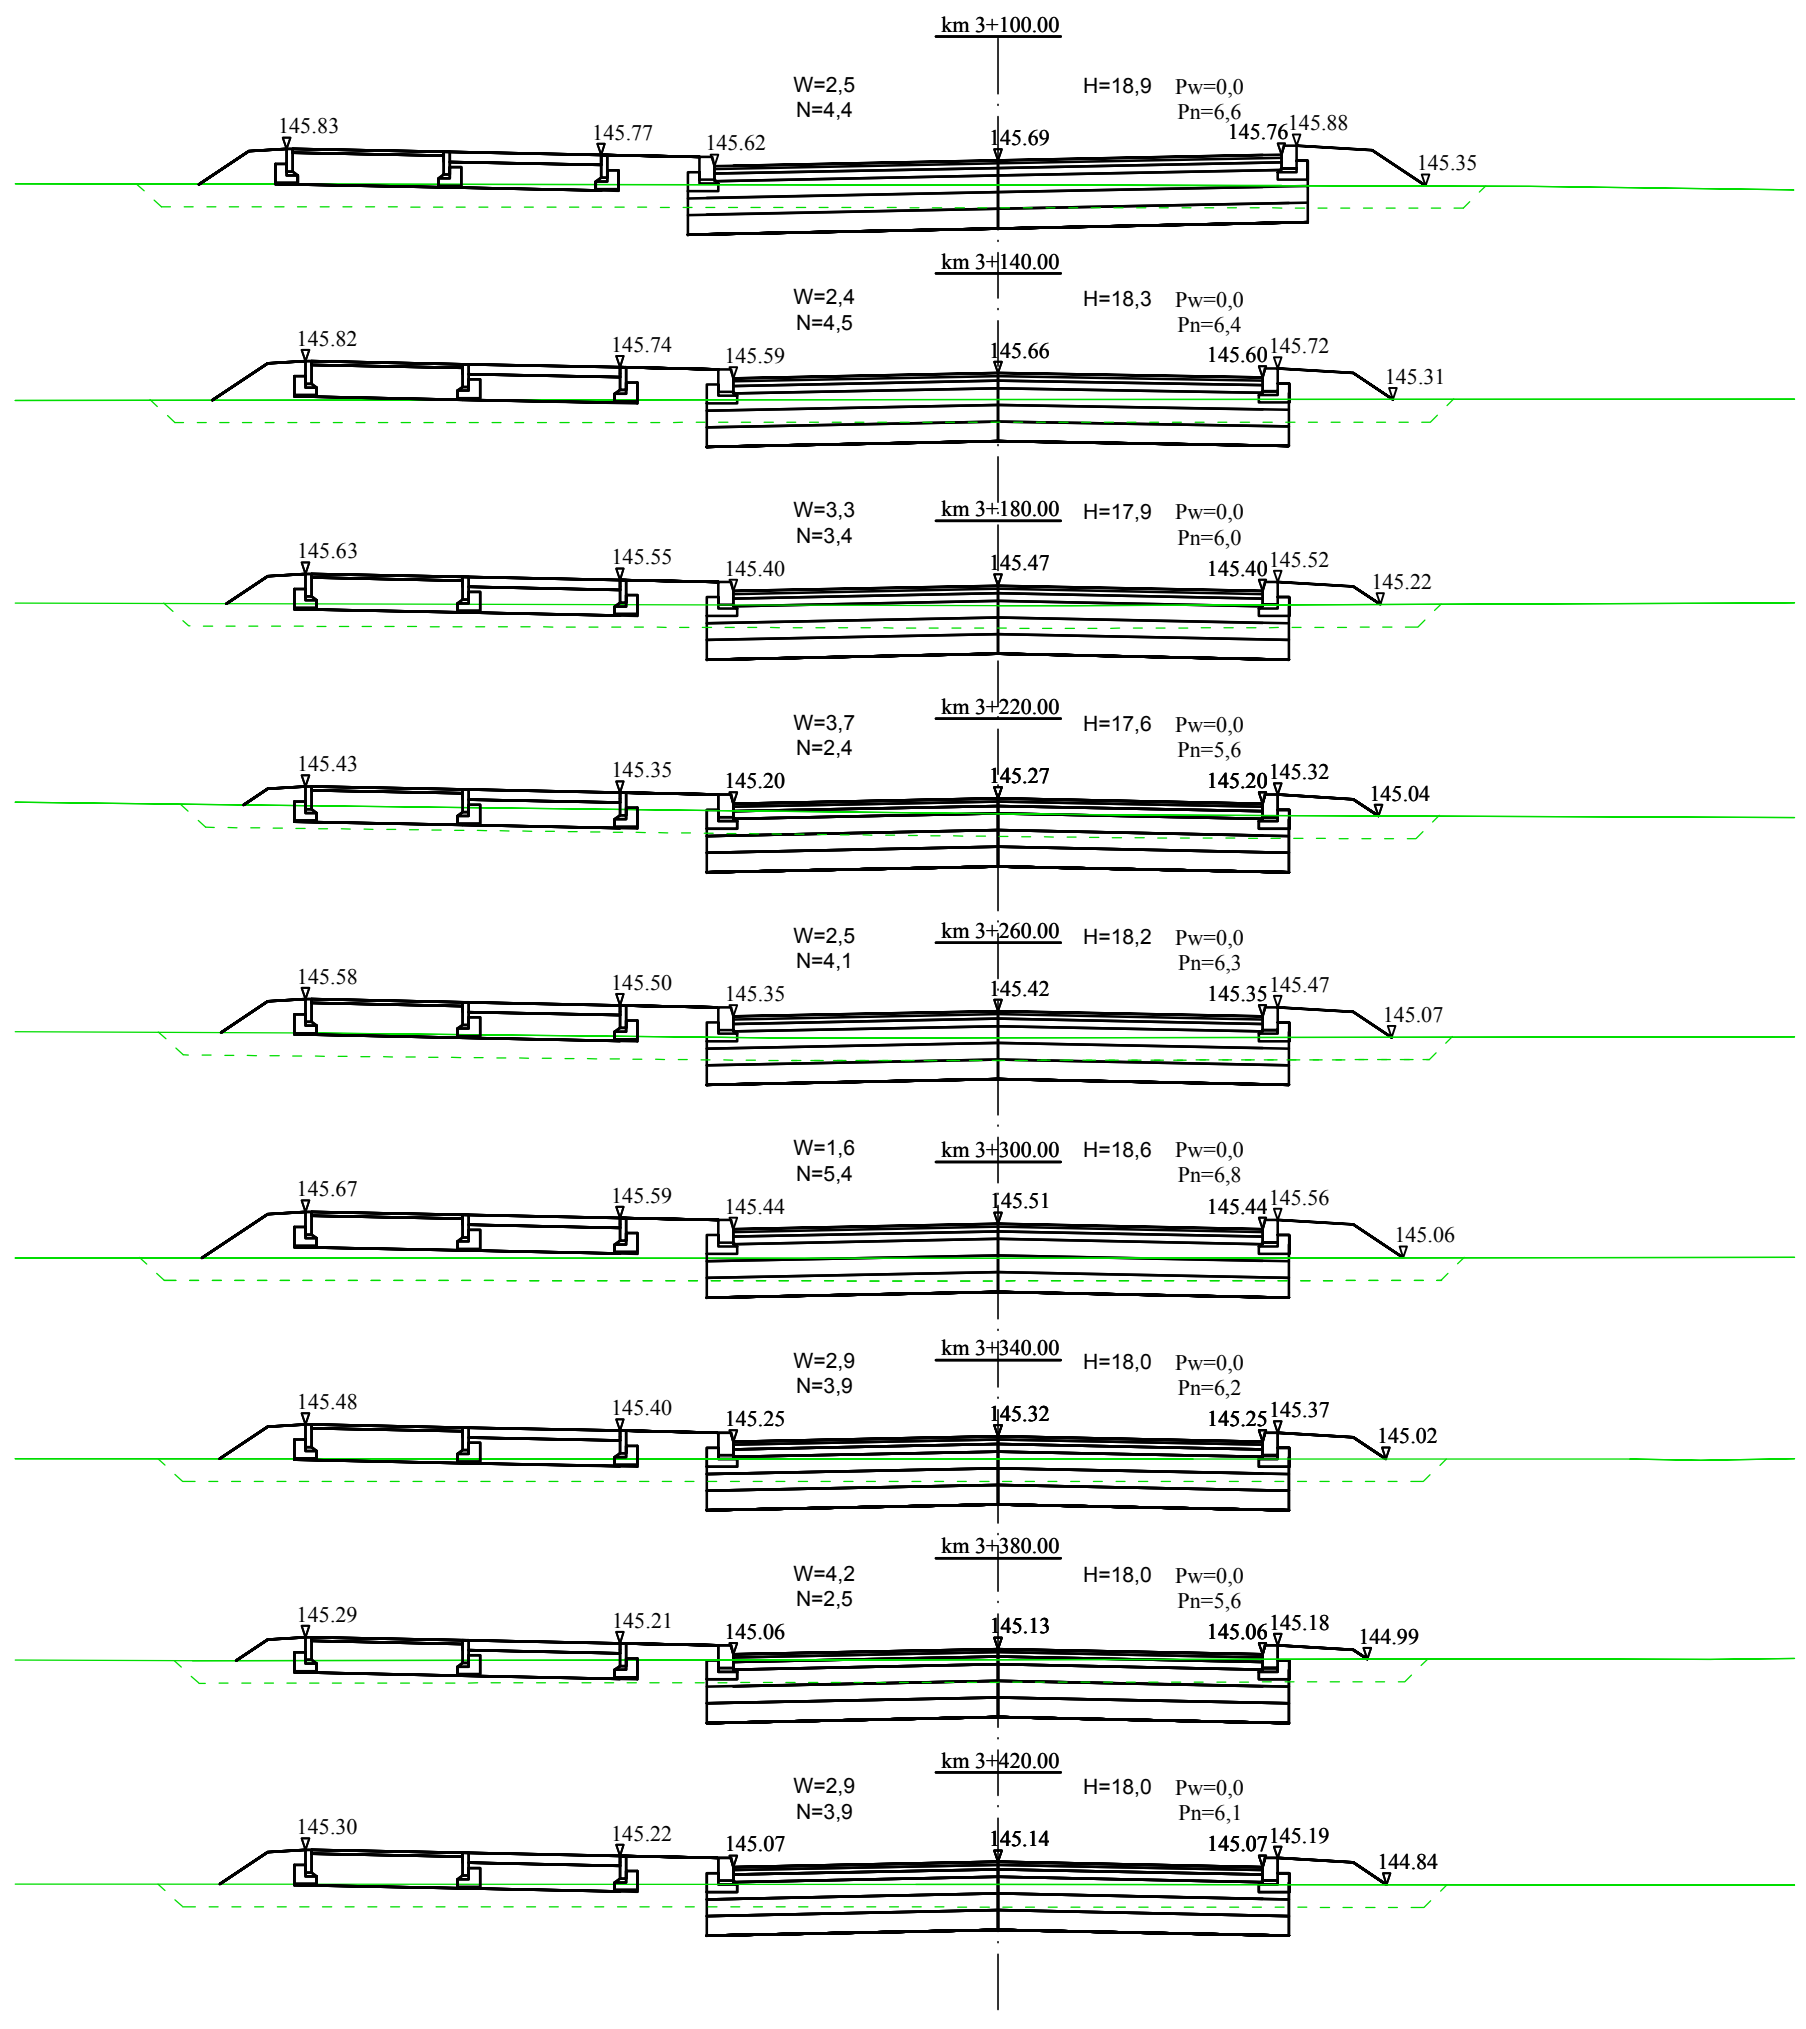 km 3+100.00
W=2,5 H=18,9 Pw=0,0
N=4,4 Pn=6,6
145.83 145.77 145.62 145.69 145.76 145.88 145.35
km 3+140.00
W=2,4 H=18,3 Pw=0,0
N=4,5 Pn=6,4
145.82 145.74 145.59 145.66 145.60 145.72 145.31
W=3,3 km 3+180.00 H=17,9 Pw=0,0
N=3,4 Pn=6,0
145.63 145.55 145.40 145.47 145.40 145.52 145.22
km 3+220.00
W=3,7 H=17,6 Pw=0,0
N=2,4 Pn=5,6
145.43 145.35 145.20 145.27 145.20 145.32 145.04
W=2,5 km 3+260.00 H=18,2 Pw=0,0
N=4,1 Pn=6,3
145.58 145.50 145.35 145.42 145.35 145.47 145.07
W=1,6 km 3+300.00 H=18,6 Pw=0,0
N=5,4 Pn=6,8
145.67 145.59 145.44 145.51 145.44 145.56 145.06
km 3+340.00
W=2,9 H=18,0 Pw=0,0
N=3,9 Pn=6,2
145.48 145.40 145.25 145.32 145.25 145.37 145.02
km 3+380.00
W=4,2 H=18,0 Pw=0,0
N=2,5 Pn=5,6
145.29 145.21 145.06 145.13 145.06 145.18 144.99
km 3+420.00
W=2,9 H=18,0 Pw=0,0
N=3,9 Pn=6,1
145.30 145.22 145.07 145.14 145.07 145.19 144.84